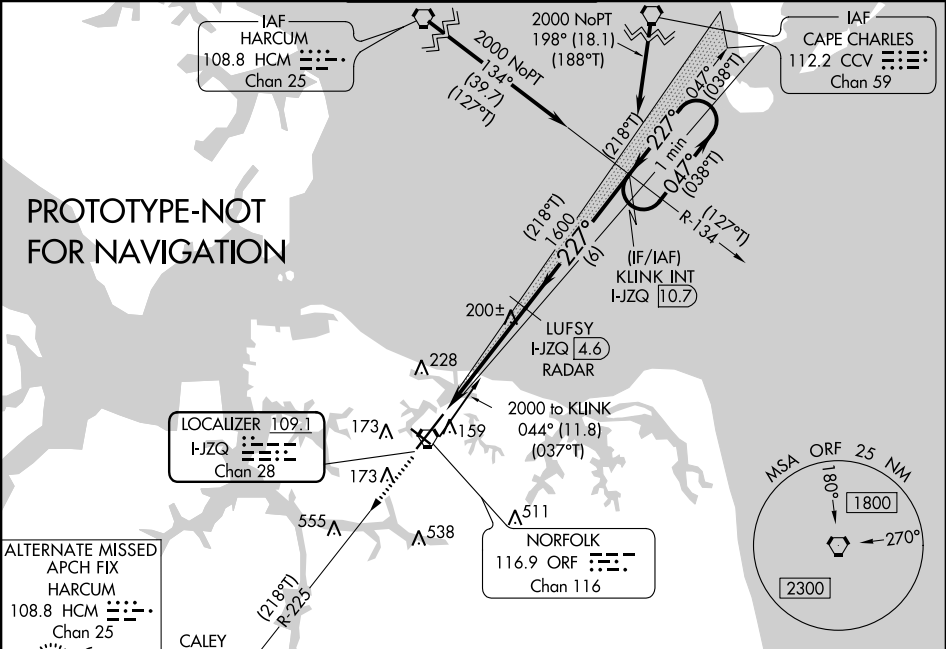 IAF
HARCUM
108.8 HCM
Chan 25
2000 NoPT
134°
(39.7)
(127°T)
2000 NoPT
198° (18.1)
(188°T)
IAF
CAPE CHARLES
112.2 CCV
Chan 59
047°
(038°T)
(218°T)
227°
1 min
047°
(038°T)
PROTOTYPE-NOT
FOR NAVIGATION
(218°T)
1600
227°
(6)
(127°T)
R-134
(IF/IAF)
KLINK INT
I-JZQ 10.7
200±
LUFSY
I-JZQ 4.6
RADAR
228
2000 to KLINK
044° (11.8)
(037°T)
LOCALIZER 109.1
I-JZQ
Chan 28
173
159
173
555
538
511
NORFOLK
116.9 ORF
Chan 116
MSA ORF 25 NM
180°
1800
270°
2300
(218°T)
R-225
ALTERNATE MISSED
APCH FIX
HARCUM
108.8 HCM
Chan 25
CALEY